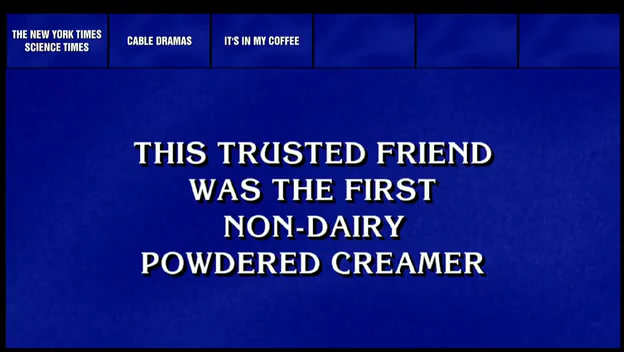 THE NEW YORK TIMES
SCIENCE TIMES
CABLE DRAMAS
IT'S IN MY COFFEE
THIS TRUSTED FRIEND
WAS THE FIRST
NON-DAIRY
POWDERED CREAMER